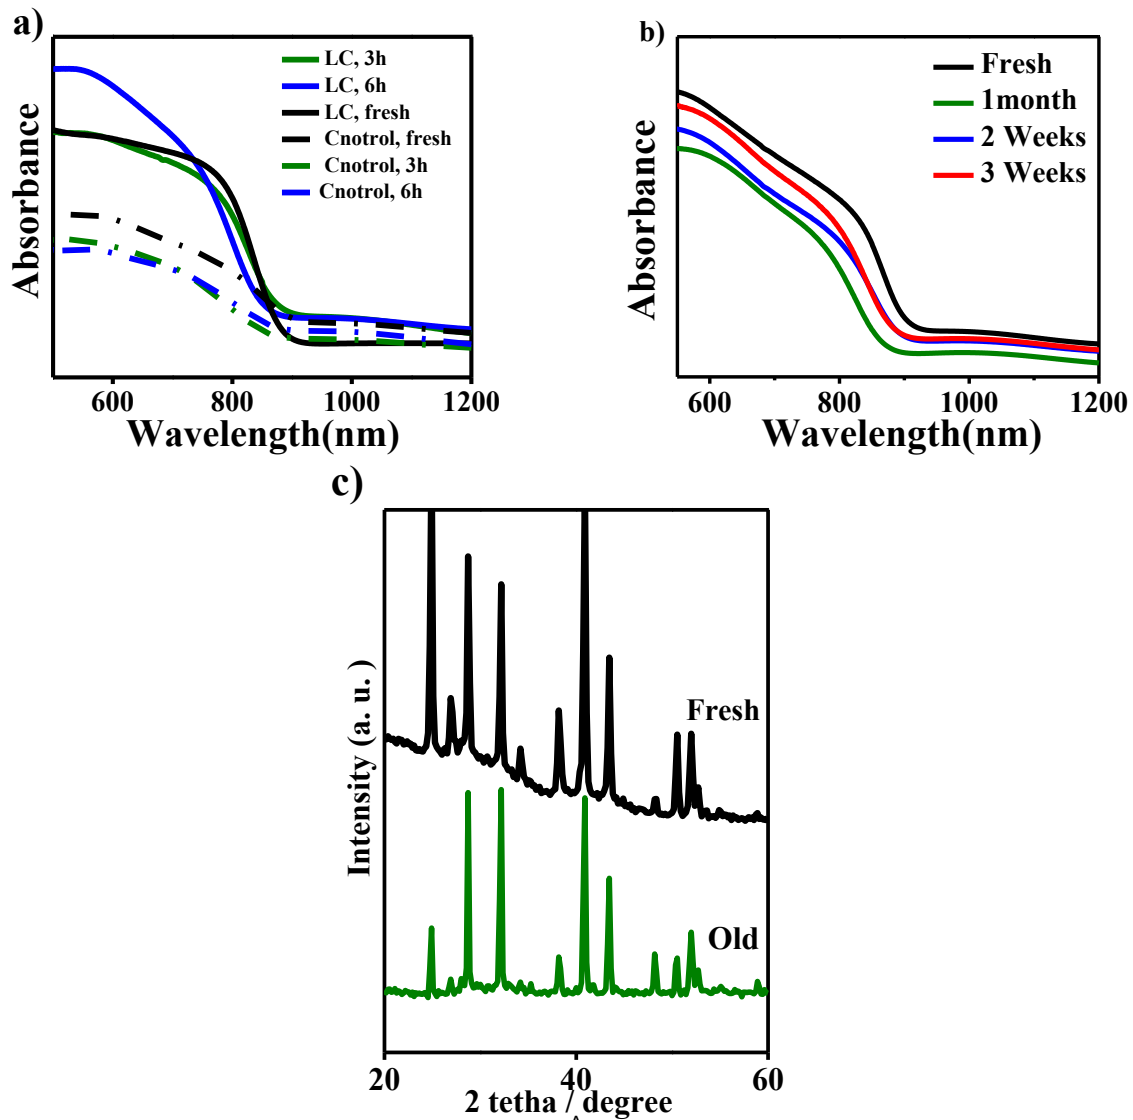 a)
LC, 3h
LC, 6h
LC, fresh
Cnotrol, fresh
Cnotrol, 3h
Cnotrol, 6h
Absorbance
600 800 1000 1200
Wavelength(nm)
b)
Fresh
1month
2 Weeks
3 Weeks
Absorbance
600 800 1000 1200
Wavelength(nm)
c)
Fresh
Old
Intensity (a. u. )
20 40 60
2 tetha / degree